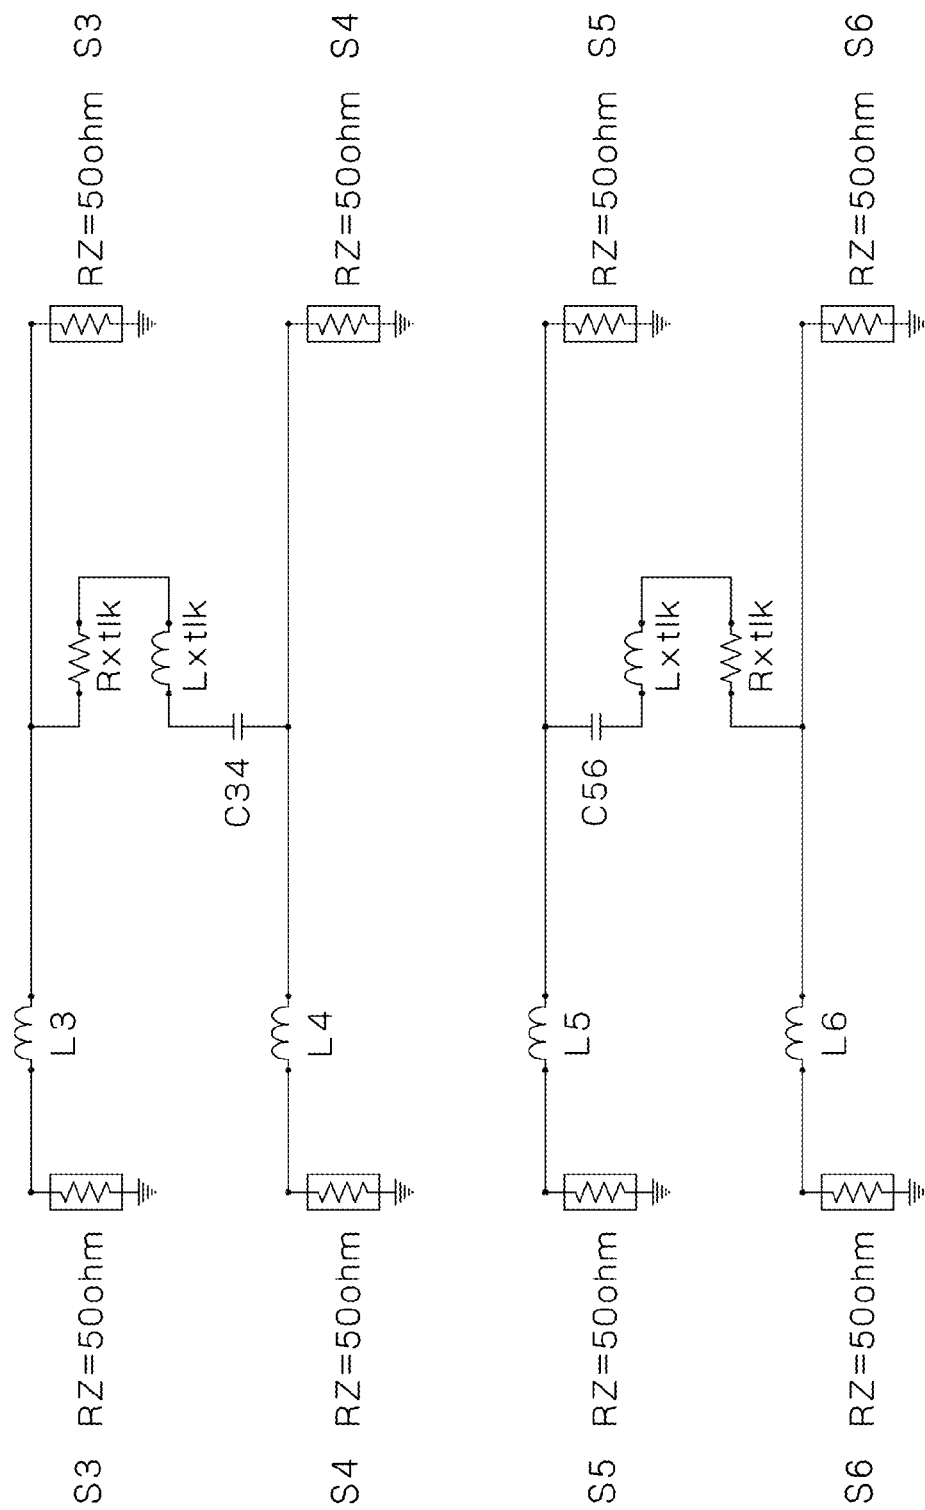 S3 RZ=50ohm
L3
Rxtlk
Lxtlk
RZ=50ohm S3
C34
S4 RZ=50ohm
L4
RZ=50ohm S4
S5 RZ=50ohm
L5
C56
Lxtlk
RZ=50ohm S5
Rxtlk
S6 RZ=50ohm
L6
RZ=50ohm S6